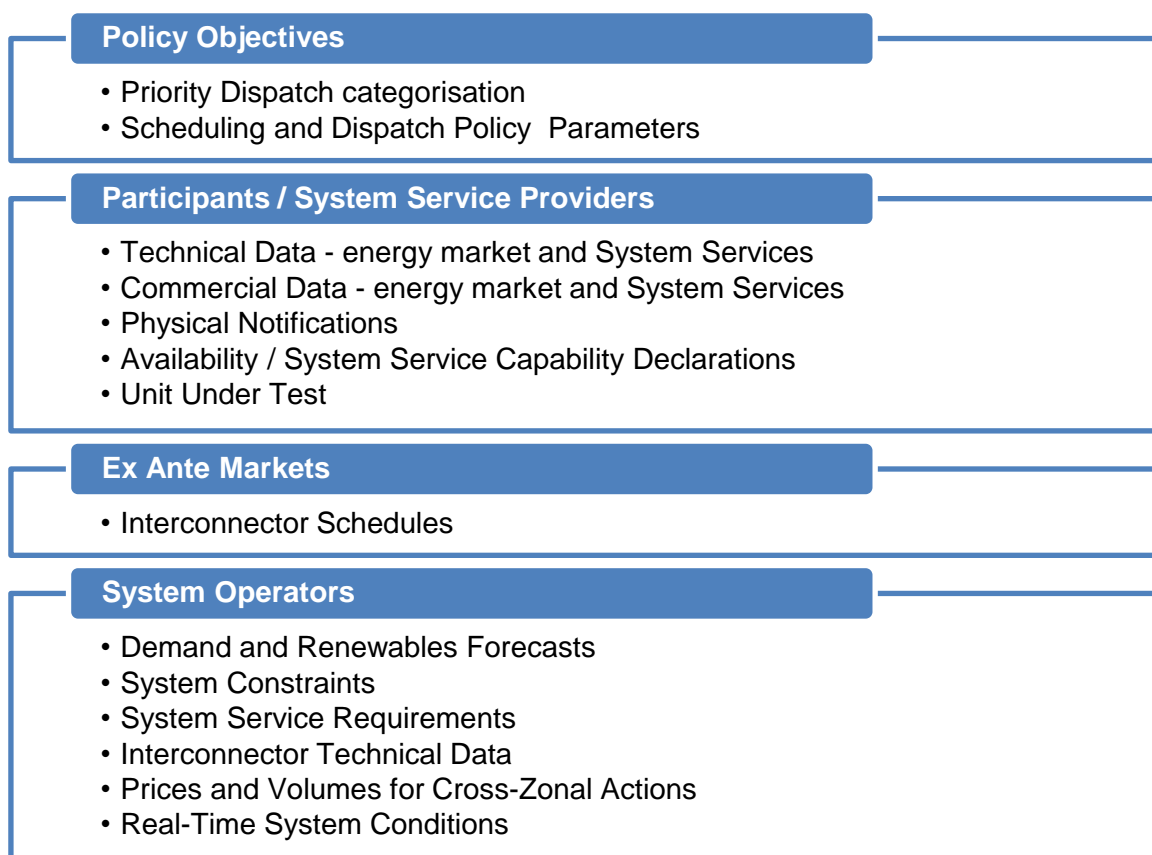 Policy Objectives
• Priority Dispatch categorisation
• Scheduling and Dispatch Policy  Parameters
Participants / System Service Providers
• Technical Data - energy market and System Services
• Commercial Data - energy market and System Services
• Physical Notifications
• Availability / System Service Capability Declarations
• Unit Under Test
Ex Ante Markets
• Interconnector Schedules
System Operators
• Demand and Renewables Forecasts
• System Constraints
• System Service Requirements
• Interconnector Technical Data
• Prices and Volumes for Cross-Zonal Actions
• Real-Time System Conditions